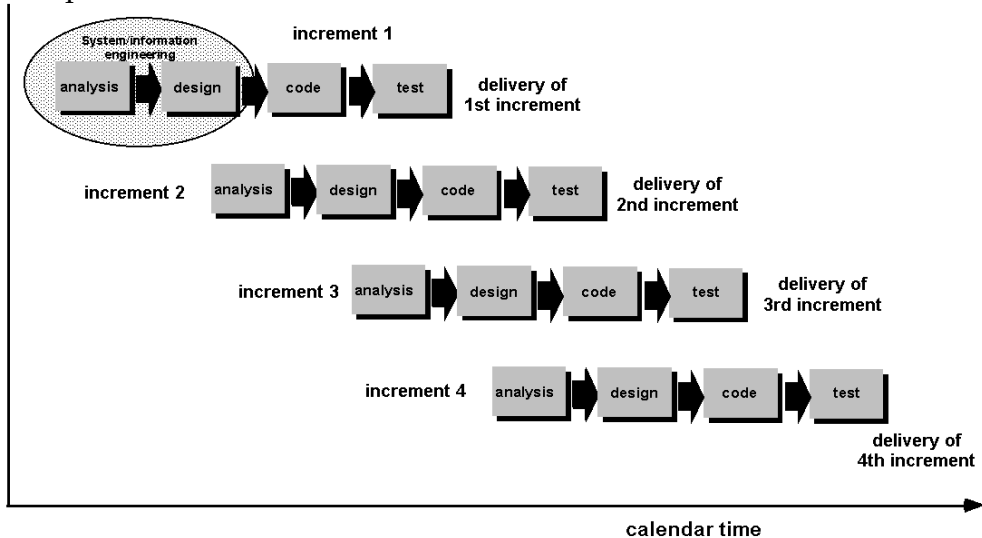 increment 1
System/information
engineering
analysis
design
code
test
delivery of
1st increment
increment 2
analysis
design
code
test
delivery of
2nd increment
increment 3
analysis
design
code
test
delivery of
3rd increment
increment 4
analysis
design
code
test
delivery of
4th increment
calendar time